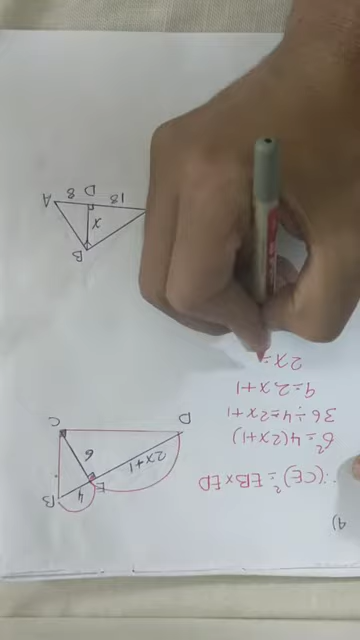 9)
∴ (CE)² = EB × ED
6² = 4(2x+1)
36 ÷ 4 = 2x+1
9 = 2x+1
2x =
B
4
E
6
2x+1
C
D
B
x
A
8
D
18